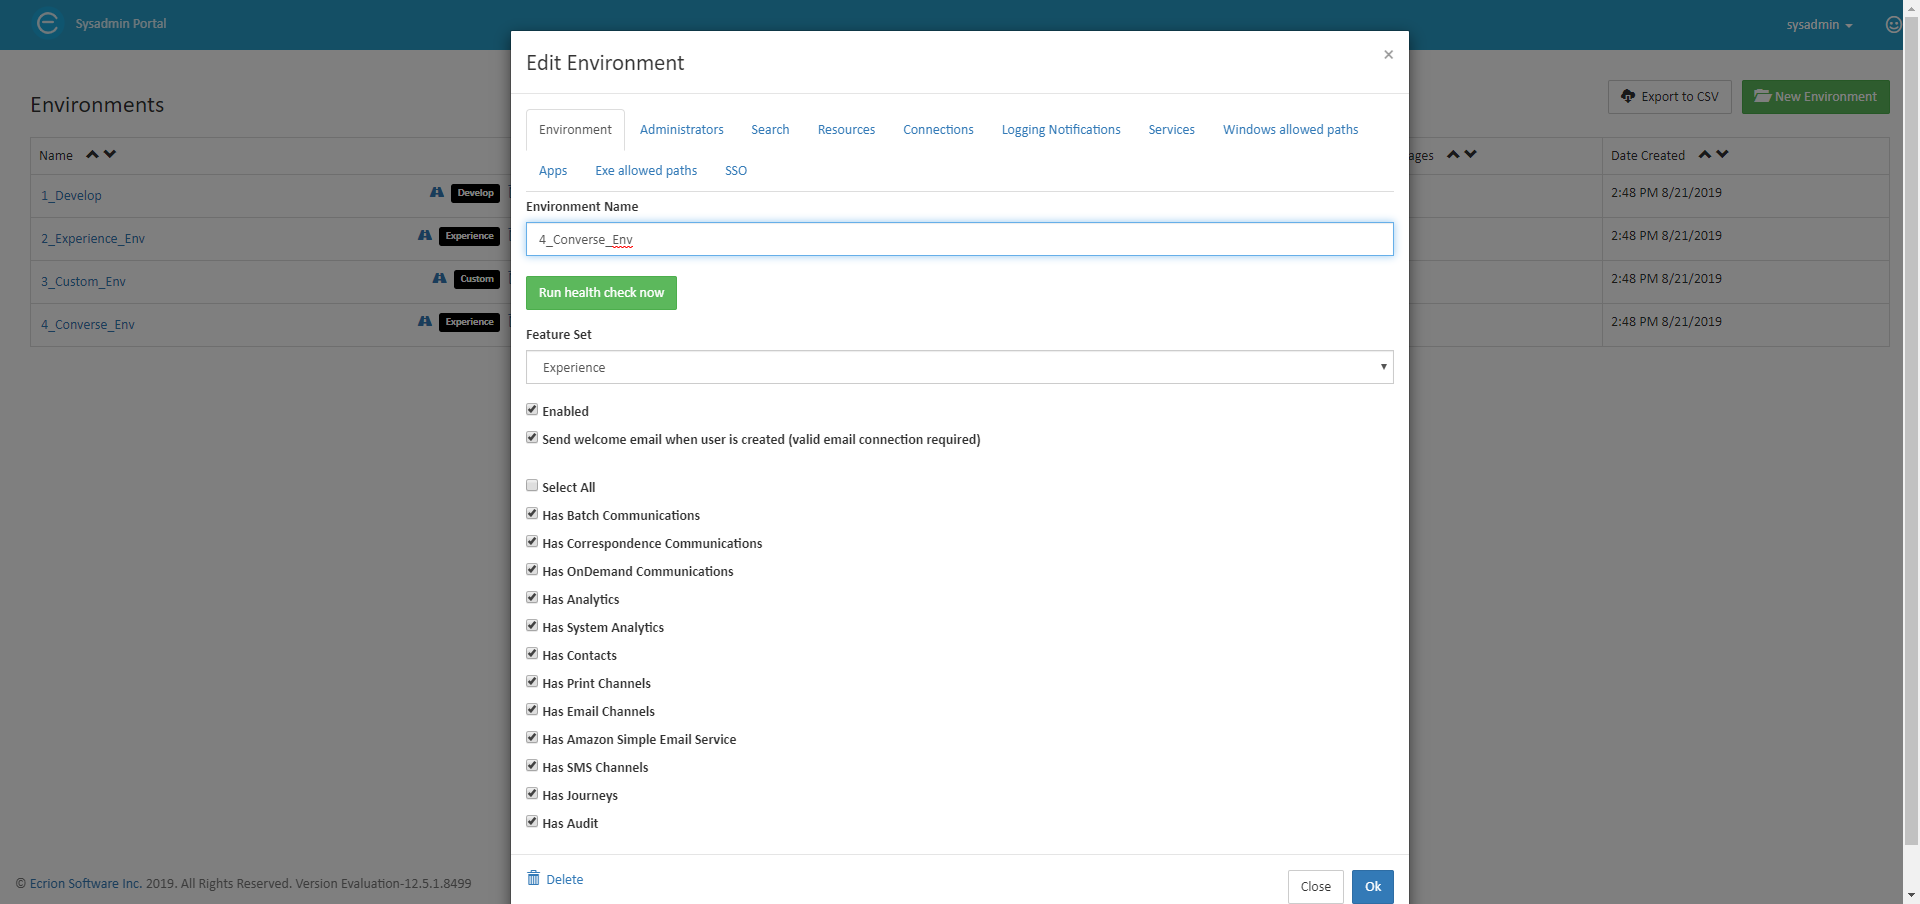 Sysadmin Portal
sysadmin
Environments
Export to CSV
New Environment
Name
ages
Date Created
1_Develop
Develop
2:48 PM 8/21/2019
2_Experience_Env
Experience
2:48 PM 8/21/2019
3_Custom_Env
Custom
2:48 PM 8/21/2019
4_Converse_Env
Experience
2:48 PM 8/21/2019
Edit Environment
×
Environment Administrators Search Resources Connections Logging Notifications Services Windows allowed paths
Apps Exe allowed paths SSO
Environment Name
4_Converse_Env
Run health check now
Feature Set
Experience
Enabled
Send welcome email when user is created (valid email connection required)
Select All
Has Batch Communications
Has Correspondence Communications
Has OnDemand Communications
Has Analytics
Has System Analytics
Has Contacts
Has Print Channels
Has Email Channels
Has Amazon Simple Email Service
Has SMS Channels
Has Journeys
Has Audit
Delete
Close
Ok
© Ecrion Software Inc. 2019. All Rights Reserved. Version Evaluation-12.5.1.8499